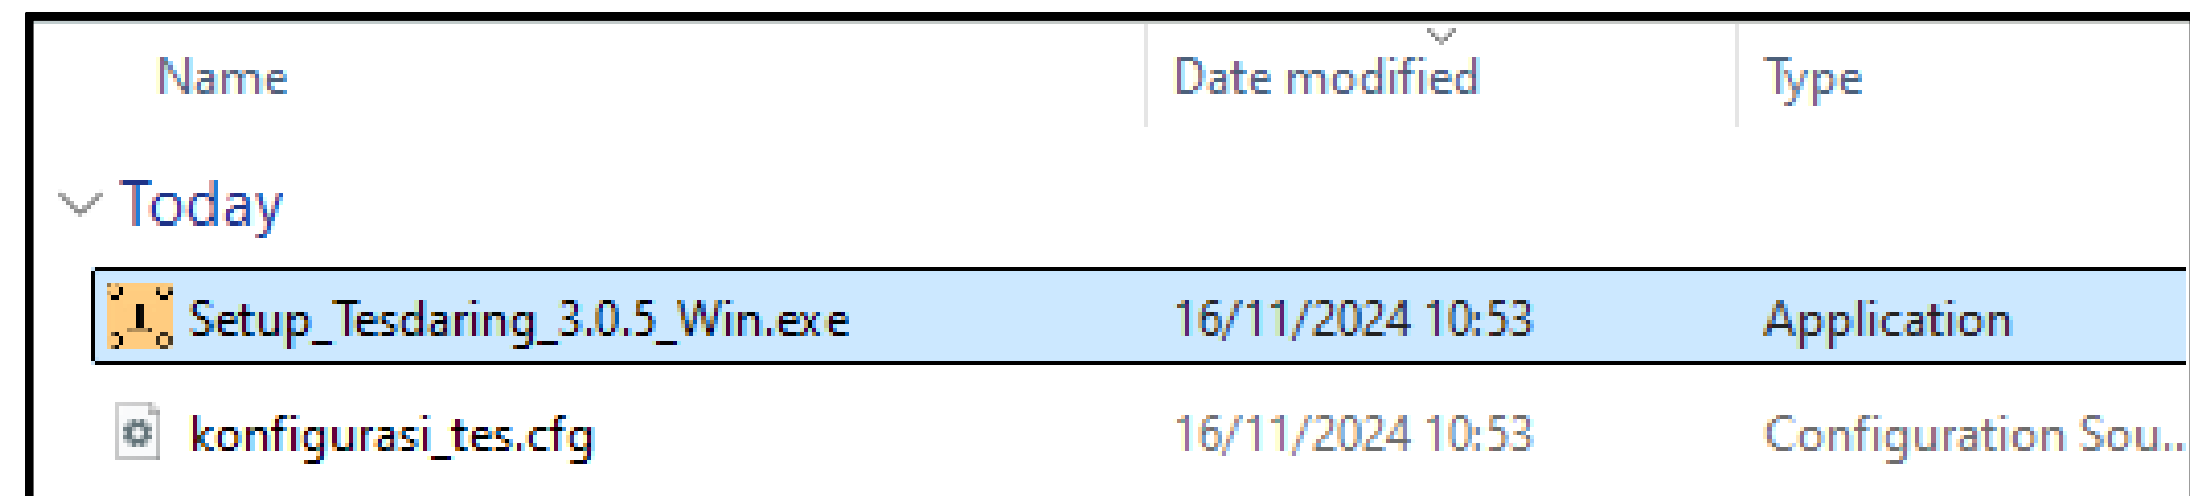 Name Date modified Type
Today
Setup_Tesdaring_3.0.5_Win.exe 16/11/2024 10:53 Application
konfigurasi_tes.cfg 16/11/2024 10:53 Configuration Sou...